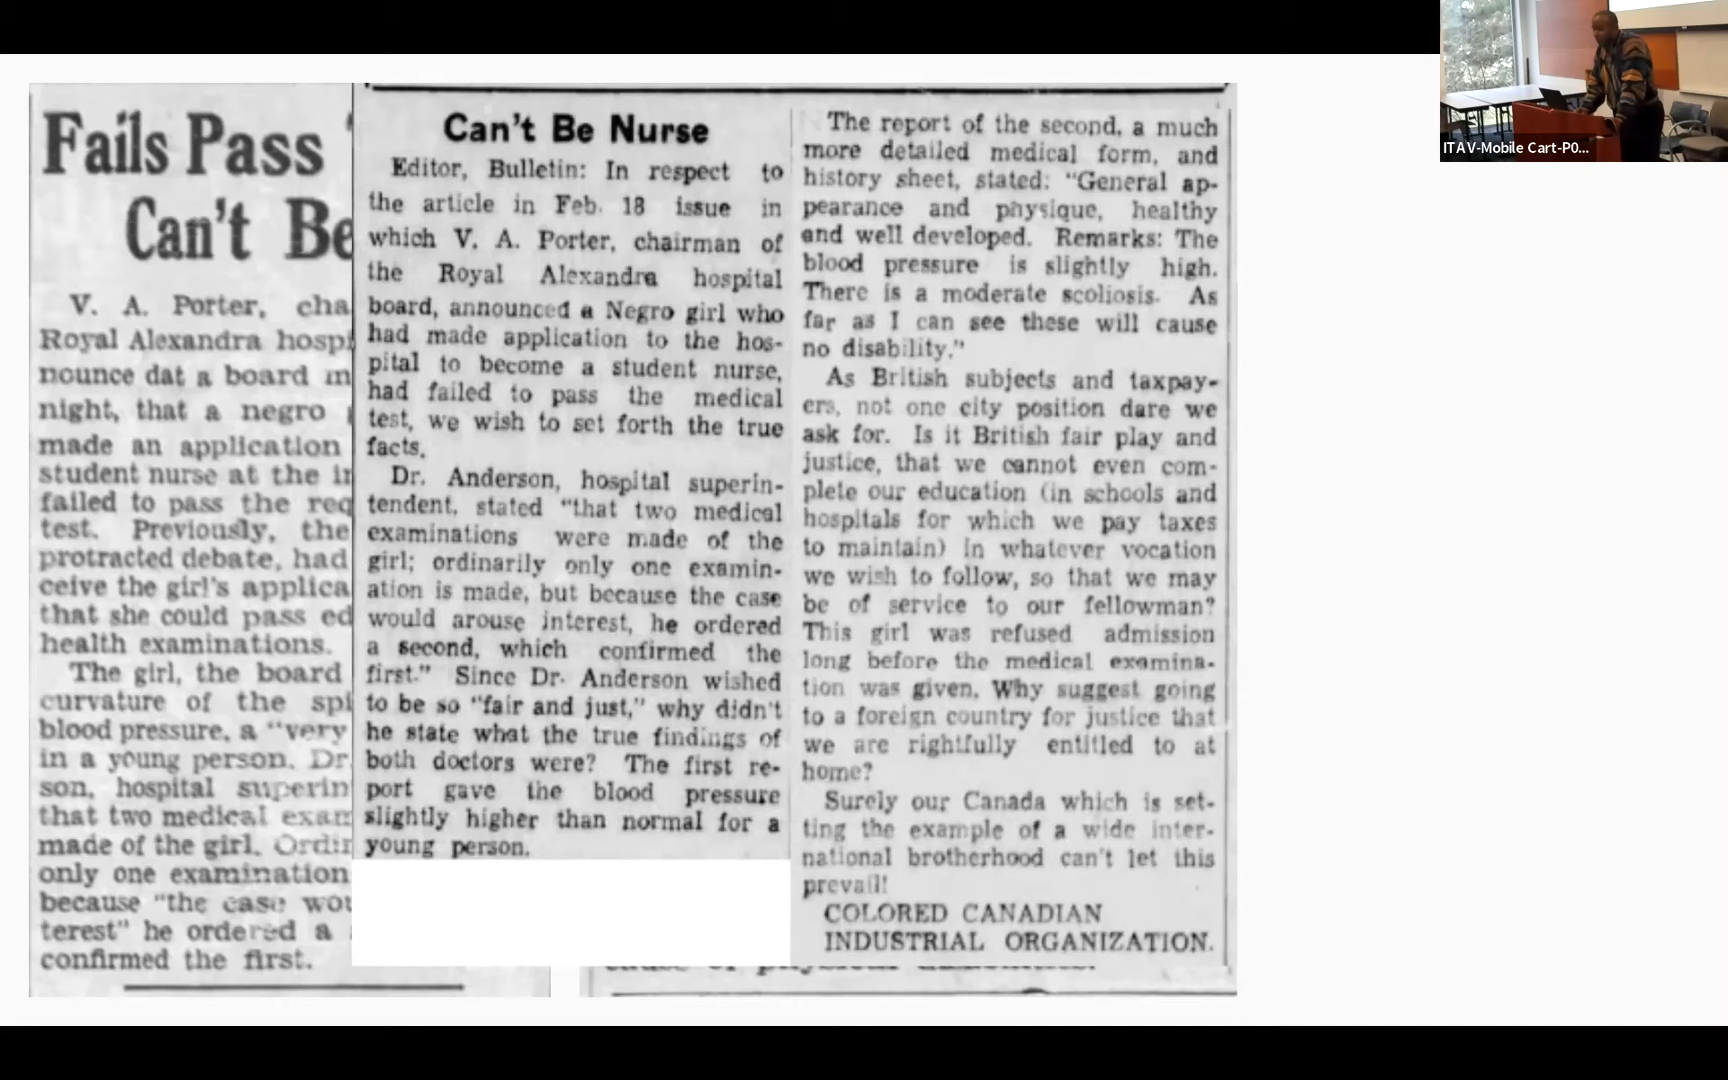 Fails Pass
Can't Be
V. A. Porter, cha
Royal Alexandra hospi
nounce dat a board m
night, that a negro
made an application
student nurse at the in
failed to pass the req
test. Previously, the
protracted debate, had
ceive the girl's applica
that she could pass ed
health examinations.
The girl, the board
curvature of the spi
blood pressure, a "very
in a young person. Dr.
son, hospital superin
that two medical exam
made of the girl. Ordin
only one examination
because "the case wou
terest" he ordered a
confirmed the first.
Can't Be Nurse
Editor, Bulletin: In respect to
the article in Feb. 18 issue in
which V. A. Porter, chairman of
the Royal Alexandra hospital
board, announced a Negro girl who
had made application to the hos-
pital to become a student nurse,
had failed to pass the medical
test, we wish to set forth the true
facts.
Dr. Anderson, hospital superin-
tendent, stated "that two medical
examinations were made of the
girl; ordinarily only one examin-
ation is made, but because the case
would arouse interest, he ordered
a second, which confirmed the
first." Since Dr. Anderson wished
to be so "fair and just," why didn't
he state what the true findings of
both doctors were? The first re-
port gave the blood pressure
slightly higher than normal for a
young person.
The report of the second, a much
more detailed medical form, and
history sheet, stated: "General ap-
pearance and physique, healthy
and well developed. Remarks: The
blood pressure is slightly high.
There is a moderate scoliosis. As
far as I can see these will cause
no disability."
As British subjects and taxpay-
ers, not one city position dare we
ask for. Is it British fair play and
justice, that we cannot even com-
plete our education (in schools and
hospitals for which we pay taxes
to maintain) in whatever vocation
we wish to follow, so that we may
be of service to our fellowman?
This girl was refused admission
long before the medical examina-
tion was given. Why suggest going
to a foreign country for justice that
we are rightfully entitled to at
home?
Surely our Canada which is set-
ting the example of a wide inter-
national brotherhood can't let this
prevail!
COLORED CANADIAN
INDUSTRIAL ORGANIZATION.
ITAV-Mobile Cart-P0...